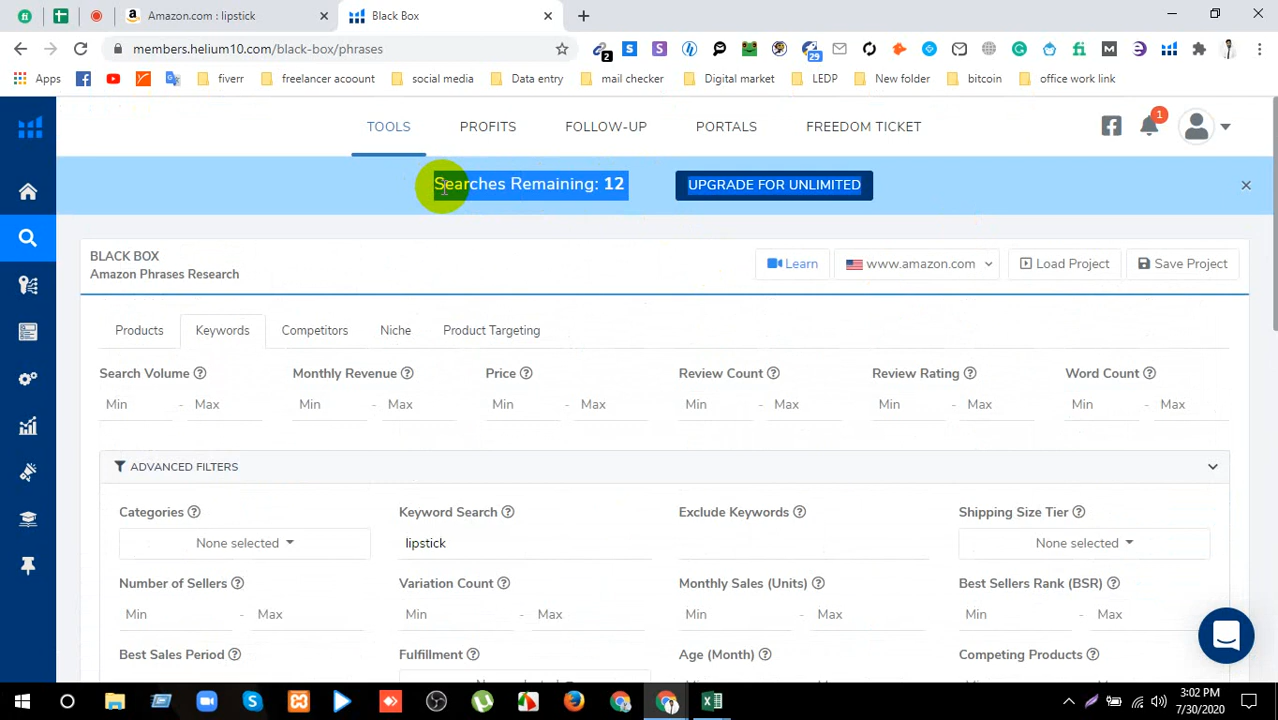 Amazon.com : lipstick
Black Box
members.helium10.com/black-box/phrases
2
29
Apps
fiverr
freelancer acoount
social media
Data entry
mail checker
Digital market
LEDP
New folder
bitcoin
office work link
TOOLS
PROFITS
FOLLOW-UP
PORTALS
FREEDOM TICKET
1
Searches Remaining: 12
UPGRADE FOR UNLIMITED
BLACK BOX
Amazon Phrases Research
Learn
www.amazon.com
Load Project
Save Project
Products
Keywords
Competitors
Niche
Product Targeting
Search Volume
Monthly Revenue
Price
Review Count
Review Rating
Word Count
Min - Max
Min - Max
Min - Max
Min - Max
Min - Max
Min - Max
ADVANCED FILTERS
Categories
Keyword Search
Exclude Keywords
Shipping Size Tier
None selected
lipstick
None selected
Number of Sellers
Variation Count
Monthly Sales (Units)
Best Sellers Rank (BSR)
Min - Max
Min - Max
Min - Max
Min - Max
Best Sales Period
Fulfillment
Age (Month)
Competing Products
3:02 PM
7/30/2020